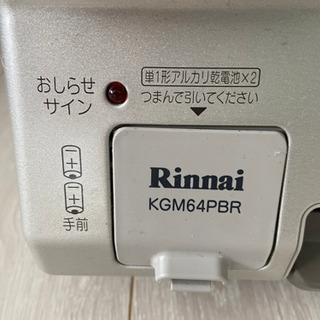 おしらせ
サイン
単1形アルカリ乾電池×2
つまんで引いてください
手前
Rinnai
KGM64PBR